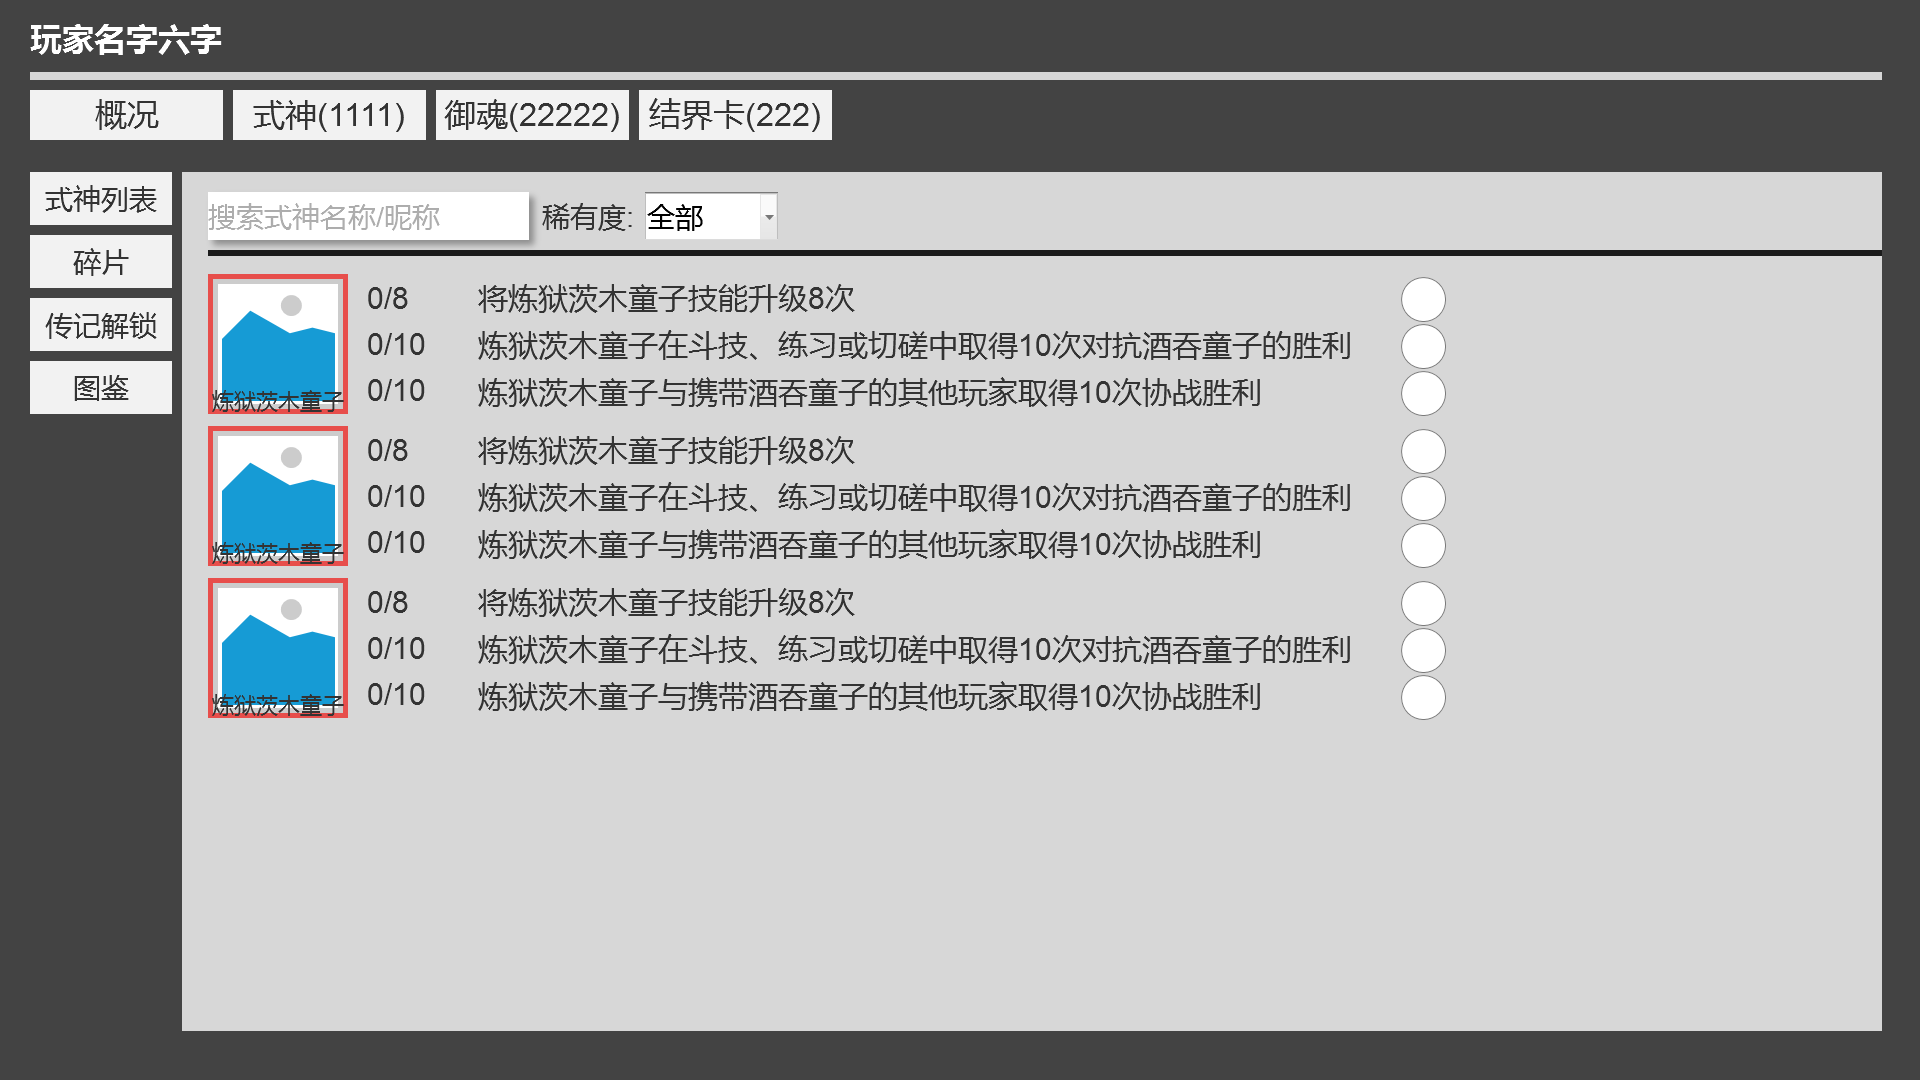 玩家名字六字
概况 式神(1111) 御魂(22222) 结界卡(222)
式神列表
碎片
传记解锁
图鉴
搜索式神名称/昵称 稀有度: 全部
0/8 将炼狱茨木童子技能升级8次
0/10 炼狱茨木童子在斗技、练习或切磋中取得10次对抗酒吞童子的胜利
0/10 炼狱茨木童子与携带酒吞童子的其他玩家取得10次协战胜利
炼狱茨木童子
0/8 将炼狱茨木童子技能升级8次
0/10 炼狱茨木童子在斗技、练习或切磋中取得10次对抗酒吞童子的胜利
0/10 炼狱茨木童子与携带酒吞童子的其他玩家取得10次协战胜利
炼狱茨木童子
0/8 将炼狱茨木童子技能升级8次
0/10 炼狱茨木童子在斗技、练习或切磋中取得10次对抗酒吞童子的胜利
0/10 炼狱茨木童子与携带酒吞童子的其他玩家取得10次协战胜利
炼狱茨木童子